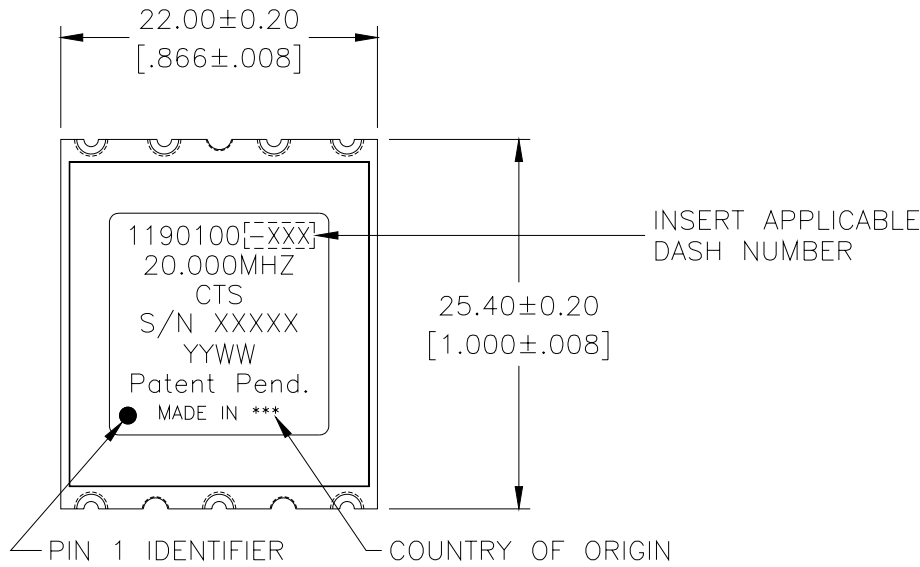 22.00±0.20
[.866±.008]
1190100-XXX
20.000MHZ
CTS
S/N XXXXX
YYWW
Patent Pend.
MADE IN ***
INSERT APPLICABLE
DASH NUMBER
25.40±0.20
[1.000±.008]
PIN 1 IDENTIFIER
COUNTRY OF ORIGIN